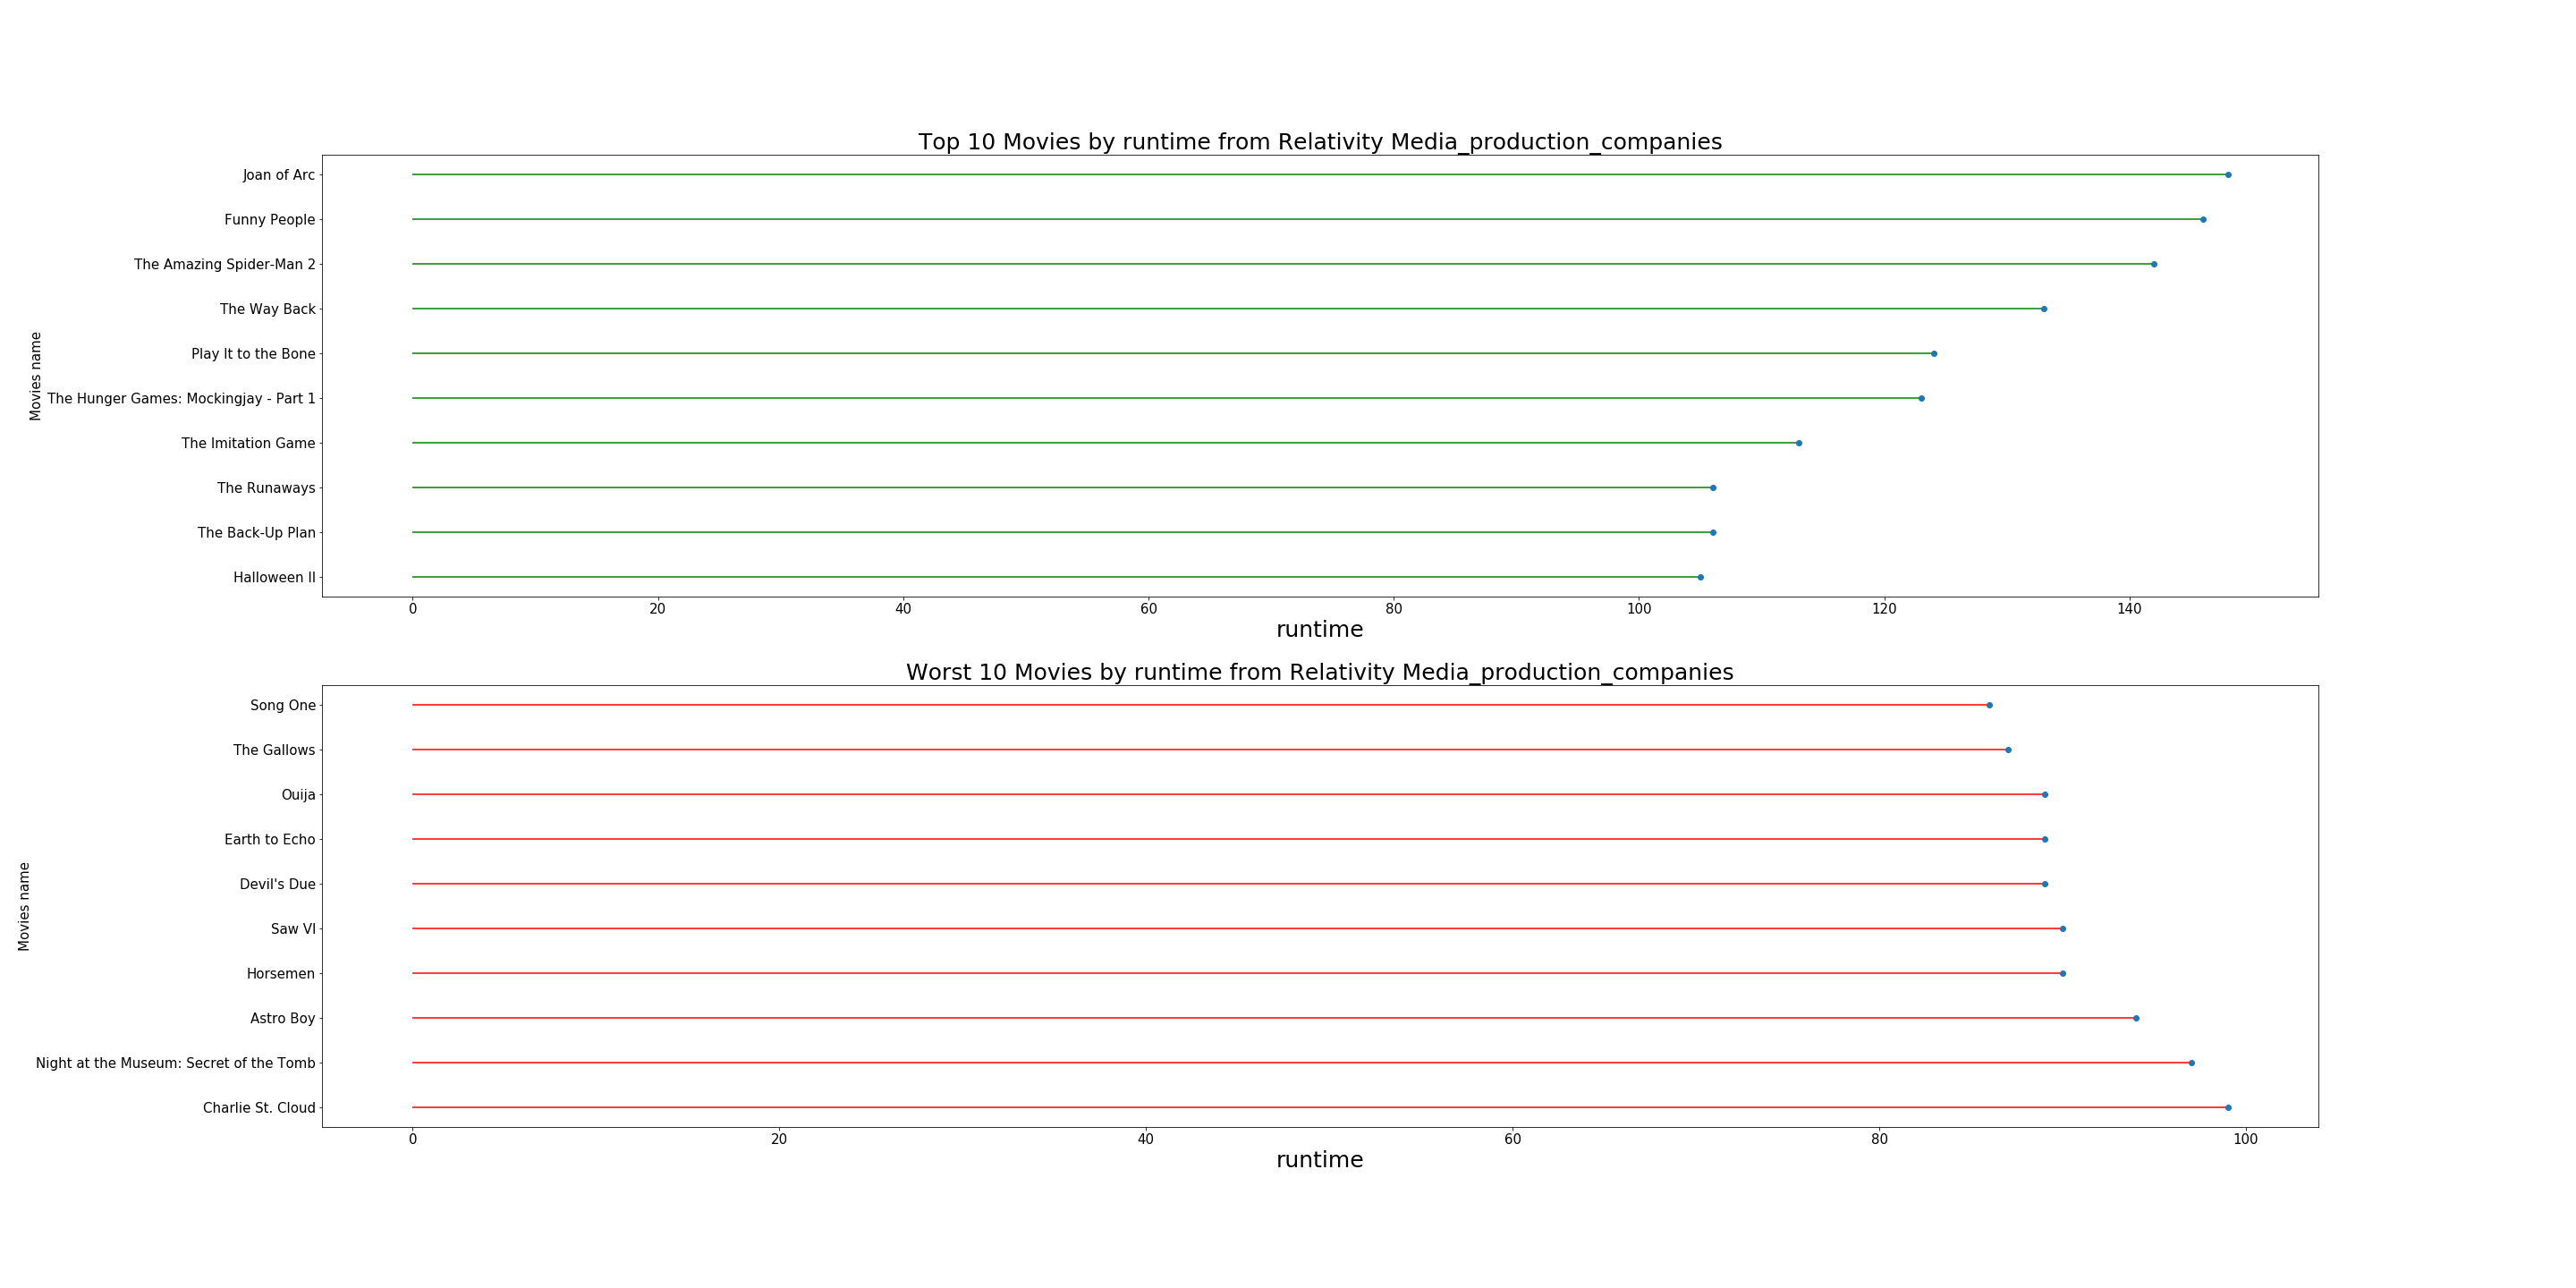 Top 10 Movies by runtime from Relativity Media_production_companies
Movies name
Joan of Arc
Funny People
The Amazing Spider-Man 2
The Way Back
Play It to the Bone
The Hunger Games: Mockingjay - Part 1
The Imitation Game
The Runaways
The Back-Up Plan
Halloween II
0 20 40 60 80 100 120 140
runtime
Worst 10 Movies by runtime from Relativity Media_production_companies
Movies name
Song One
The Gallows
Ouija
Earth to Echo
Devil's Due
Saw VI
Horsemen
Astro Boy
Night at the Museum: Secret of the Tomb
Charlie St. Cloud
0 20 40 60 80 100
runtime